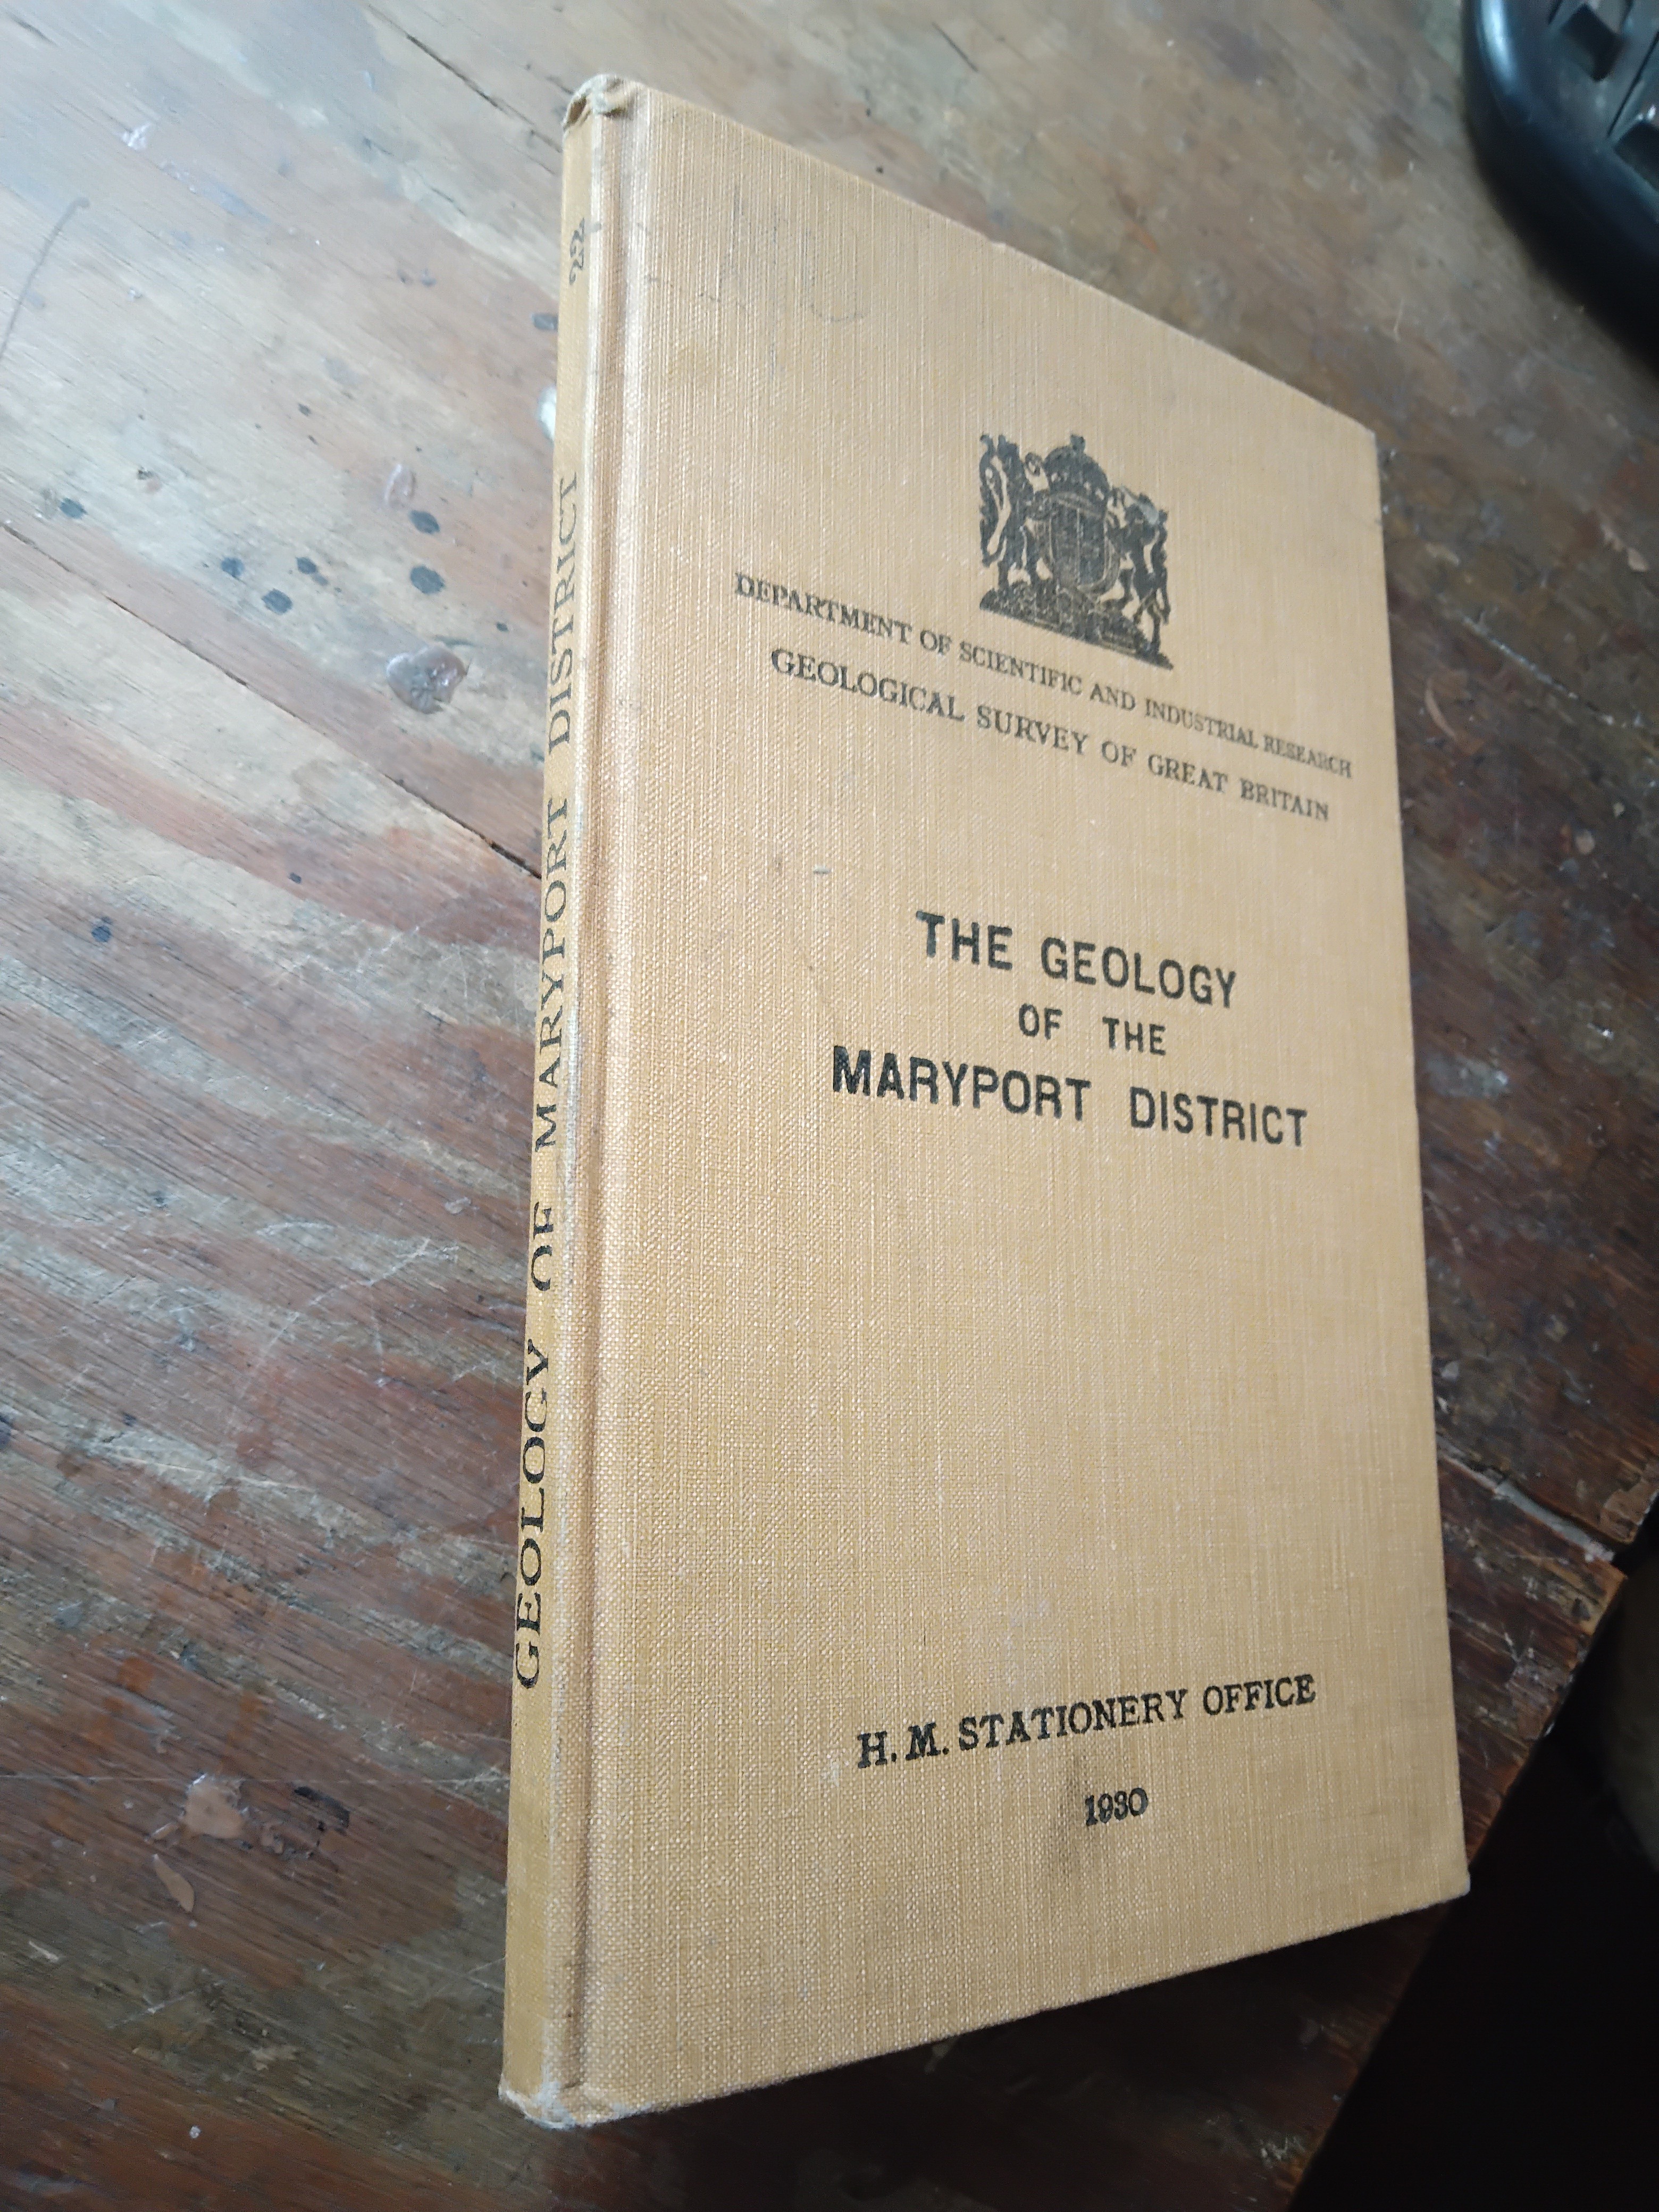 22
GEOLOGY OF MARYPORT DISTRICT
DEPARTMENT OF SCIENTIFIC AND INDUSTRIAL RESEARCH
GEOLOGICAL SURVEY OF GREAT BRITAIN
THE GEOLOGY
OF THE
MARYPORT DISTRICT
H. M. STATIONERY OFFICE
1930